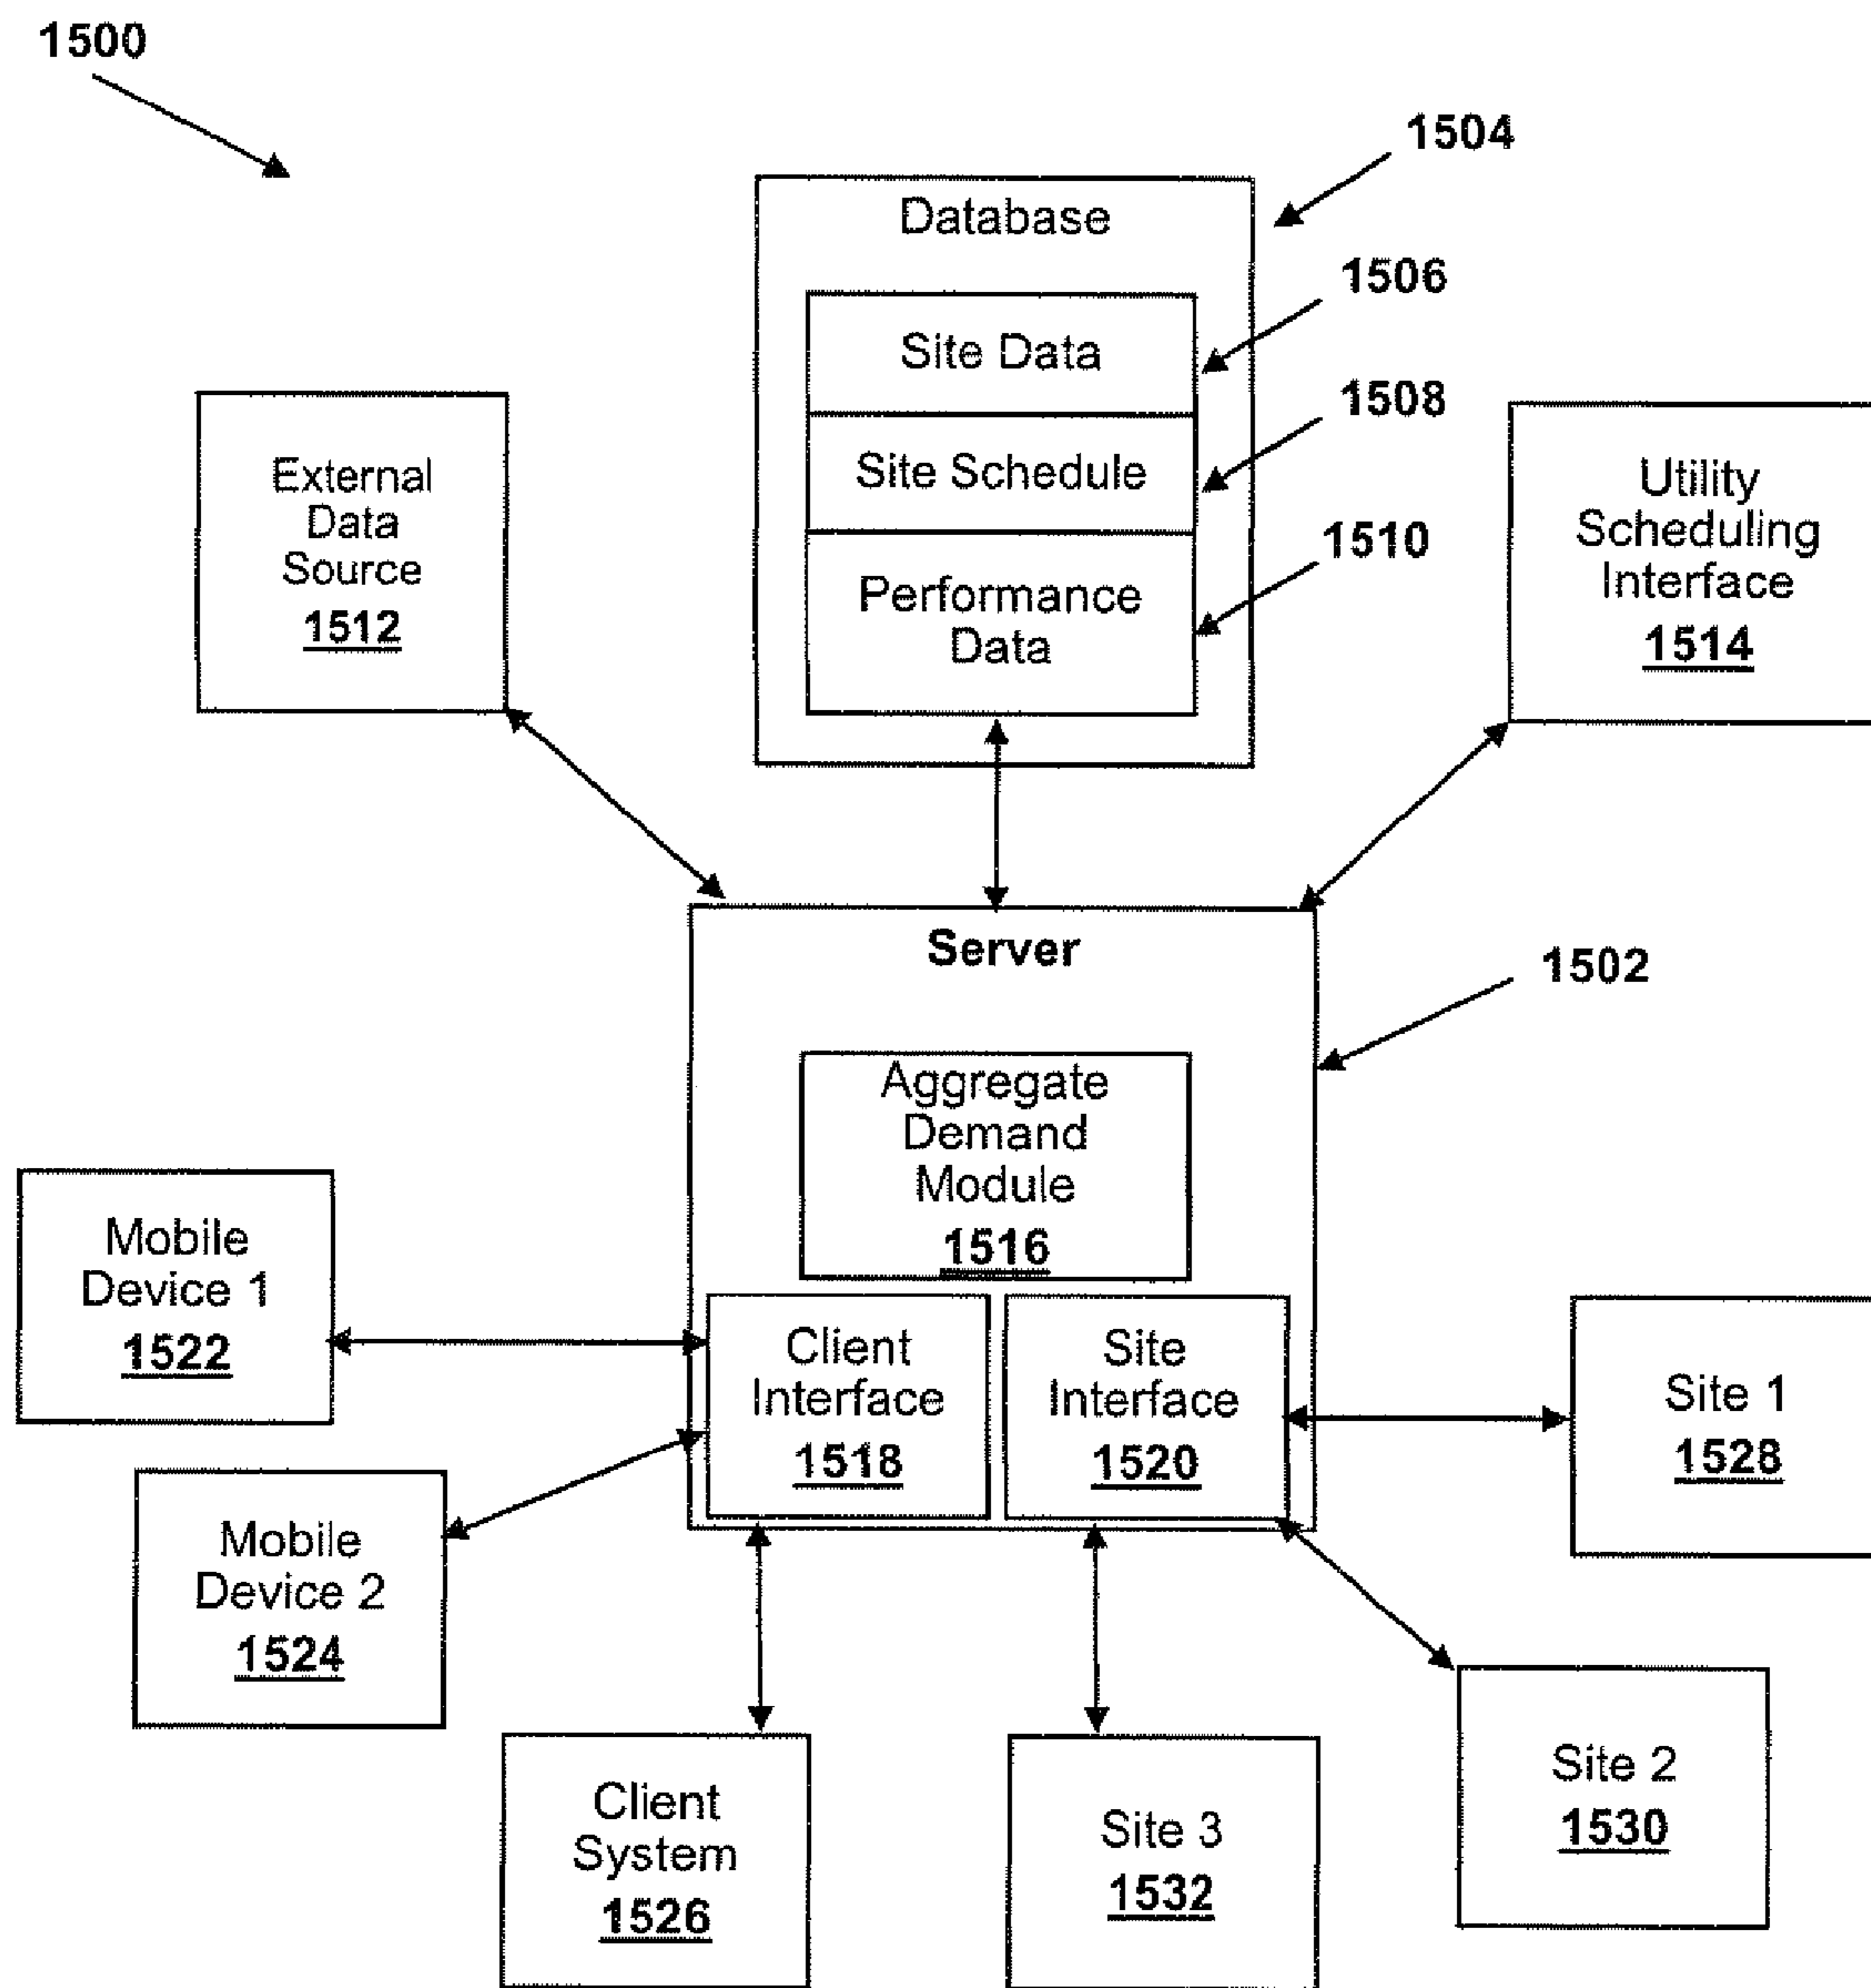 1500
1504
Database
1506
Site Data
1508
Site Schedule
1510
Performance
Data
External
Data
Source
1512
Utility
Scheduling
Interface
1514
Server
1502
Aggregate
Demand
Module
1516
Mobile
Device 1
1522
Client
Interface
1518
Site
Interface
1520
Site 1
1528
Mobile
Device 2
1524
Client
System
1526
Site 3
1532
Site 2
1530